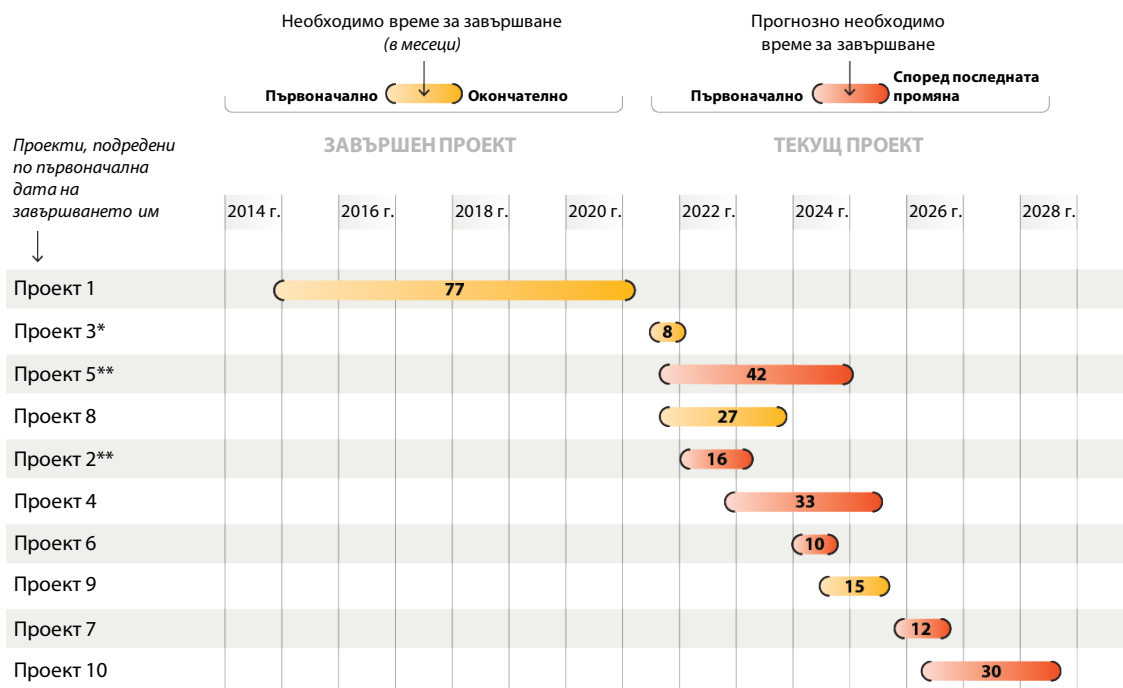 Необходимо време за завършване
(в месеци)
Първоначално
Окончателно
ЗАВЪРШЕН ПРОЕКТ
Прогнозно необходимо
време за завършване
Първоначално
Според последната
промяна
ТЕКУЩ ПРОЕКТ
Проекти, подредени
по първоначална
дата на
завършването им
2014 г.
2016 г.
2018 г.
2020 г.
2022 г.
2024 г.
2026 г.
2028 г.
Проект 1
77
Проект 3*
8
Проект 5**
42
Проект 8
27
Проект 2**
16
Проект 4
33
Проект 6
10
Проект 9
15
Проект 7
12
Проект 10
30